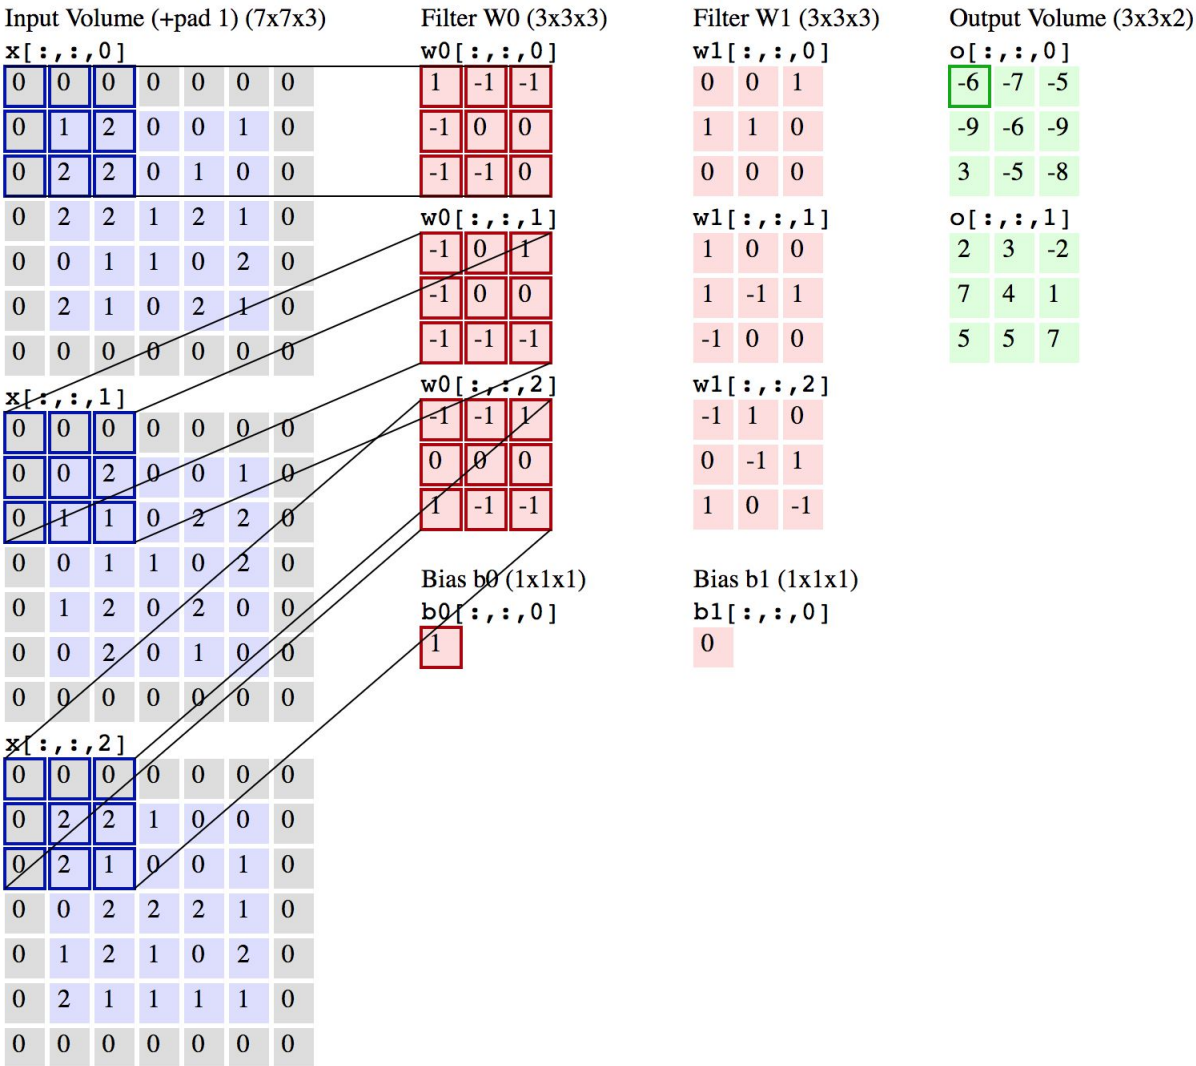 Input Volume (+pad 1) (7x7x3)
x[:,:,0]
0 0 0 0 0 0 0
0 1 2 0 0 1 0
0 2 2 0 1 0 0
0 2 2 1 2 1 0
0 0 1 1 0 2 0
0 2 1 0 2 1 0
0 0 0 0 0 0 0
x[:,:,1]
0 0 0 0 0 0 0
0 0 2 0 0 1 0
0 1 1 0 2 2 0
0 0 1 1 0 2 0
0 1 2 0 2 0 0
0 0 2 0 1 0 0
0 0 0 0 0 0 0
x[:,:,2]
0 0 0 0 0 0 0
0 2 2 1 0 0 0
0 2 1 0 0 1 0
0 0 2 2 2 1 0
0 1 2 1 0 2 0
0 2 1 1 1 1 0
0 0 0 0 0 0 0
Filter W0 (3x3x3)
w0[:,:,0]
1 -1 -1
-1 0 0
-1 -1 0
w0[:,:,1]
-1 0 1
-1 0 0
-1 -1 -1
w0[:,:,2]
-1 -1 1
0 0 0
1 -1 -1
Bias b0 (1x1x1)
b0[:,:,0]
1
Filter W1 (3x3x3)
w1[:,:,0]
0 0 1
1 1 0
0 0 0
w1[:,:,1]
1 0 0
1 -1 1
-1 0 0
w1[:,:,2]
-1 1 0
0 -1 1
1 0 -1
Bias b1 (1x1x1)
b1[:,:,0]
0
Output Volume (3x3x2)
o[:,:,0]
-6 -7 -5
-9 -6 -9
3 -5 -8
o[:,:,1]
2 3 -2
7 4 1
5 5 7